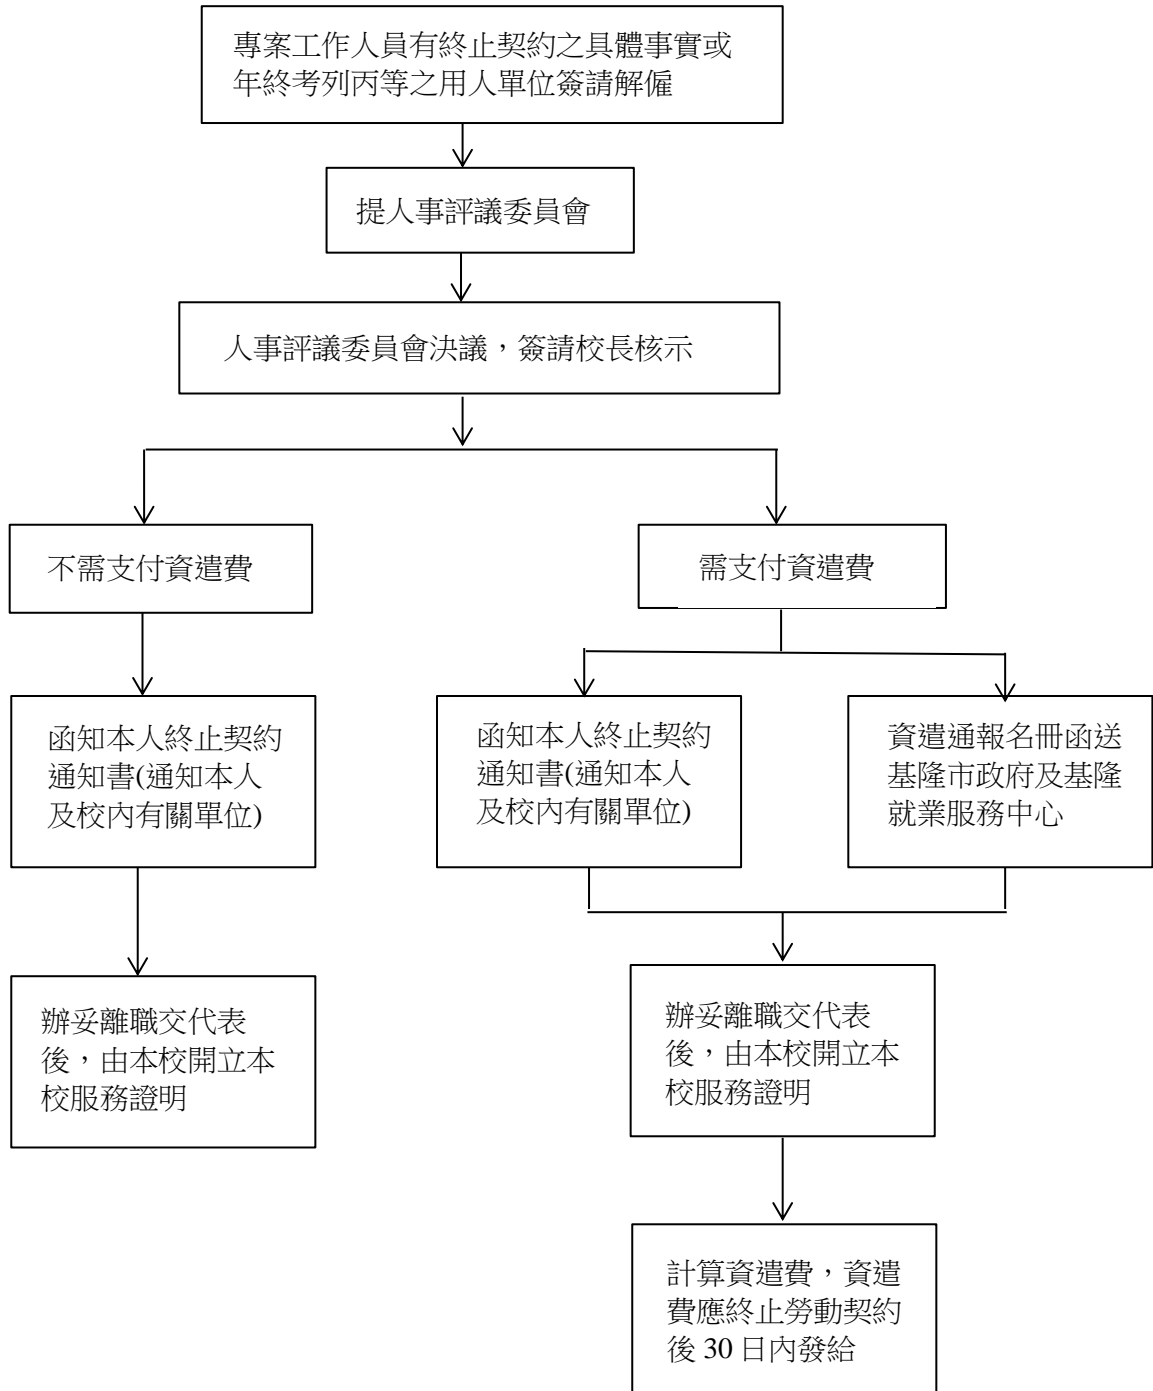 專案工作人員有終止契約之具體事實或
年終考列丙等之用人單位簽請解僱
提人事評議委員會
人事評議委員會決議，簽請校長核示
不需支付資遣費
需支付資遣費
函知本人終止契約
通知書(通知本人
及校內有關單位)
函知本人終止契約
通知書(通知本人
及校內有關單位)
資遣通報名冊函送
基隆市政府及基隆
就業服務中心
辦妥離職交代表
後，由本校開立本
校服務證明
辦妥離職交代表
後，由本校開立本
校服務證明
計算資遣費，資遣
費應終止勞動契約
後 30 日內發給